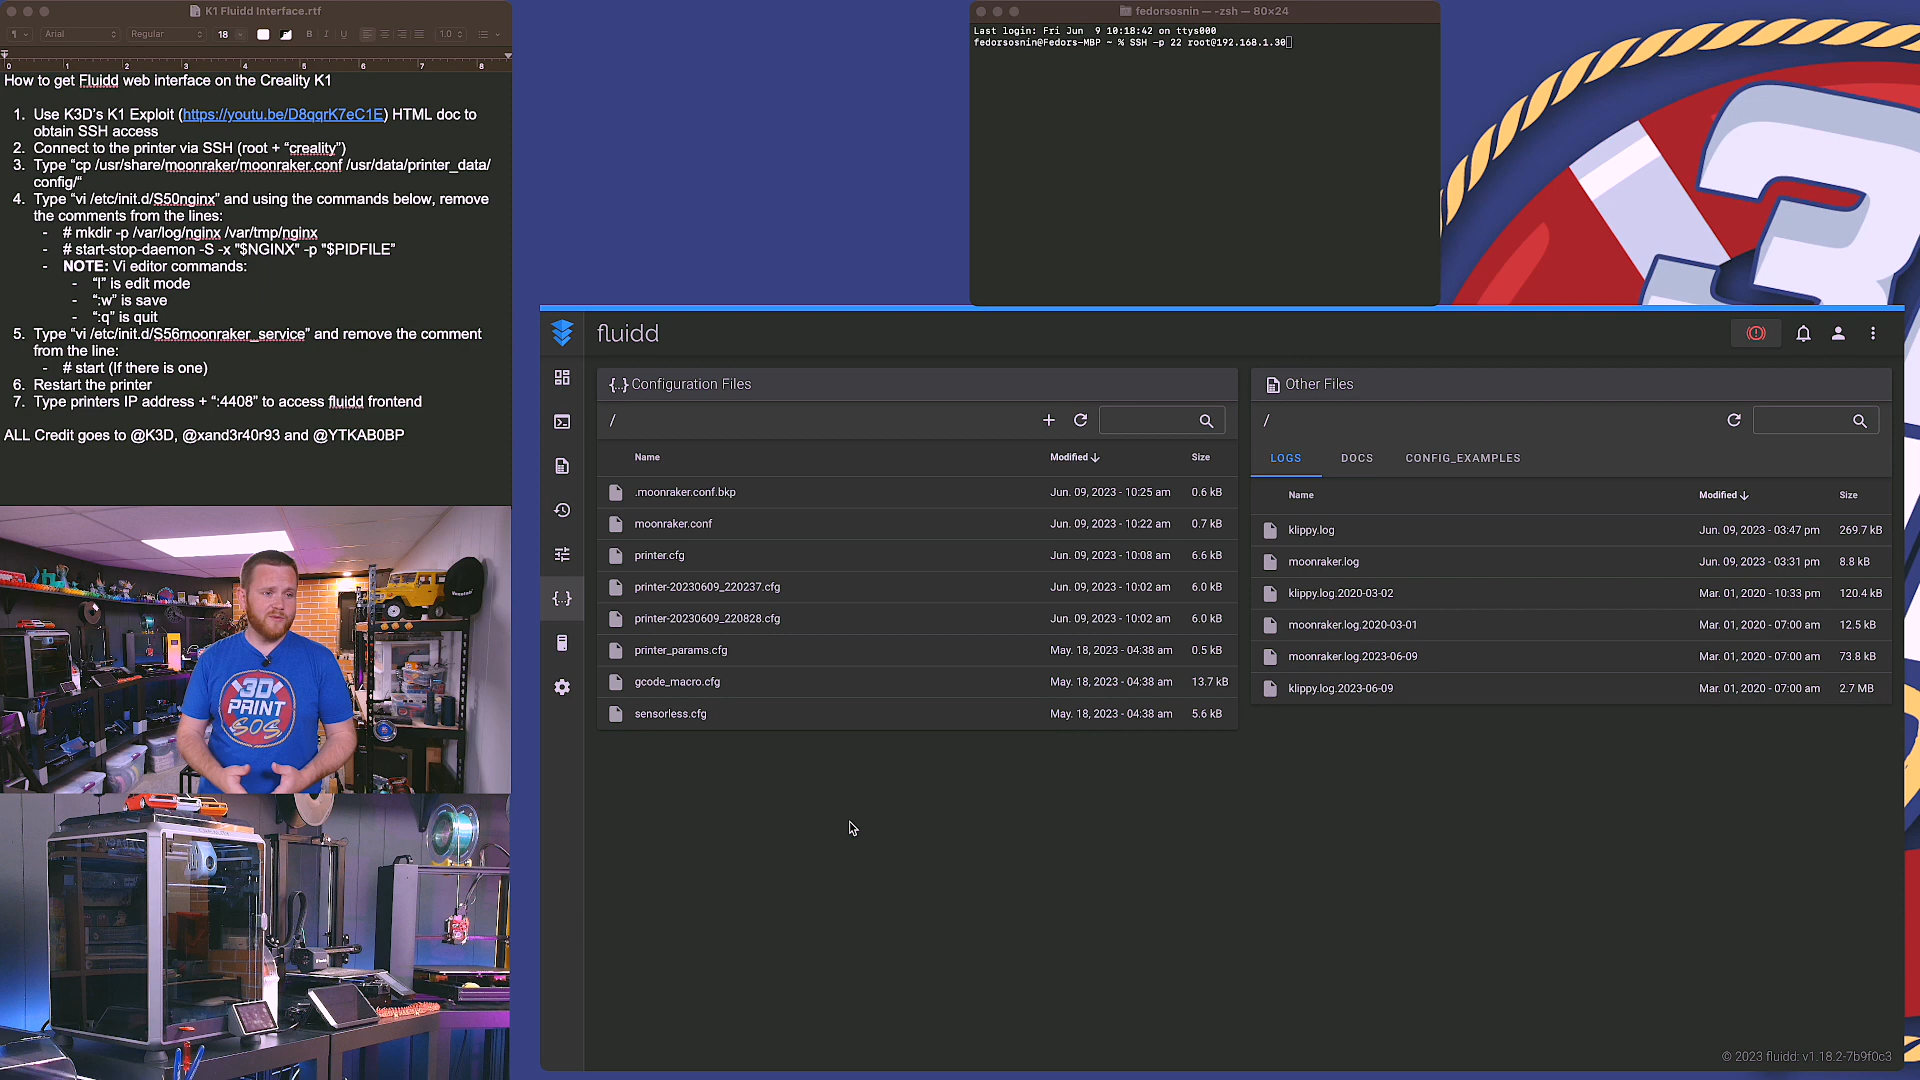 K1 Fluidd Interface.rtf
¶
Arial
Regular
18
B I U
1.0
0 1 2 3 4 5 6 7 8
How to get Fluidd web interface on the Creality K1
1. Use K3D's K1 Exploit (https://youtu.be/D8qqrK7eC1E) HTML doc to
obtain SSH access
2. Connect to the printer via SSH (root + “creality”)
3. Type “cp /usr/share/moonraker/moonraker.conf /usr/data/printer_data/
config/“
4. Type “vi /etc/init.d/S50nginx” and using the commands below, remove
the comments from the lines:
- # mkdir -p /var/log/nginx /var/tmp/nginx
- # start-stop-daemon -S -x "$NGINX" -p "$PIDFILE”
- NOTE: Vi editor commands:
- “I” is edit mode
- “:w” is save
- “:q” is quit
5. Type “vi /etc/init.d/S56moonraker_service” and remove the comment
from the line:
- # start (If there is one)
6. Restart the printer
7. Type printers IP address + “:4408” to access fluidd frontend
ALL Credit goes to @K3D, @xand3r40r93 and @YTKAB0BP
fedorsosnin — -zsh — 80×24
Last login: Fri Jun  9 10:18:42 on ttys000
fedorsosnin@Fedors-MBP ~ % SSH -p 22 root@192.168.1.30
3
fluidd
{..} Configuration Files
/
Name Modified Size
.moonraker.conf.bkp Jun. 09, 2023 - 10:25 am 0.6 kB
moonraker.conf Jun. 09, 2023 - 10:22 am 0.7 kB
printer.cfg Jun. 09, 2023 - 10:08 am 6.6 kB
printer-20230609_220237.cfg Jun. 09, 2023 - 10:02 am 6.0 kB
printer-20230609_220828.cfg Jun. 09, 2023 - 10:02 am 6.0 kB
printer_params.cfg May. 18, 2023 - 04:38 am 0.5 kB
gcode_macro.cfg May. 18, 2023 - 04:38 am 13.7 kB
sensorless.cfg May. 18, 2023 - 04:38 am 5.6 kB
Other Files
/
LOGS DOCS CONFIG_EXAMPLES
Name Modified Size
klippy.log Jun. 09, 2023 - 03:47 pm 269.7 kB
moonraker.log Jun. 09, 2023 - 03:31 pm 8.8 kB
klippy.log.2020-03-02 Mar. 01, 2020 - 10:33 pm 120.4 kB
moonraker.log.2020-03-01 Mar. 01, 2020 - 07:00 am 12.5 kB
moonraker.log.2023-06-09 Mar. 01, 2020 - 07:00 am 73.8 kB
klippy.log.2023-06-09 Mar. 01, 2020 - 07:00 am 2.7 MB
© 2023 fluidd: v1.18.2-7b9f0c3
3D
PRINT
SOS